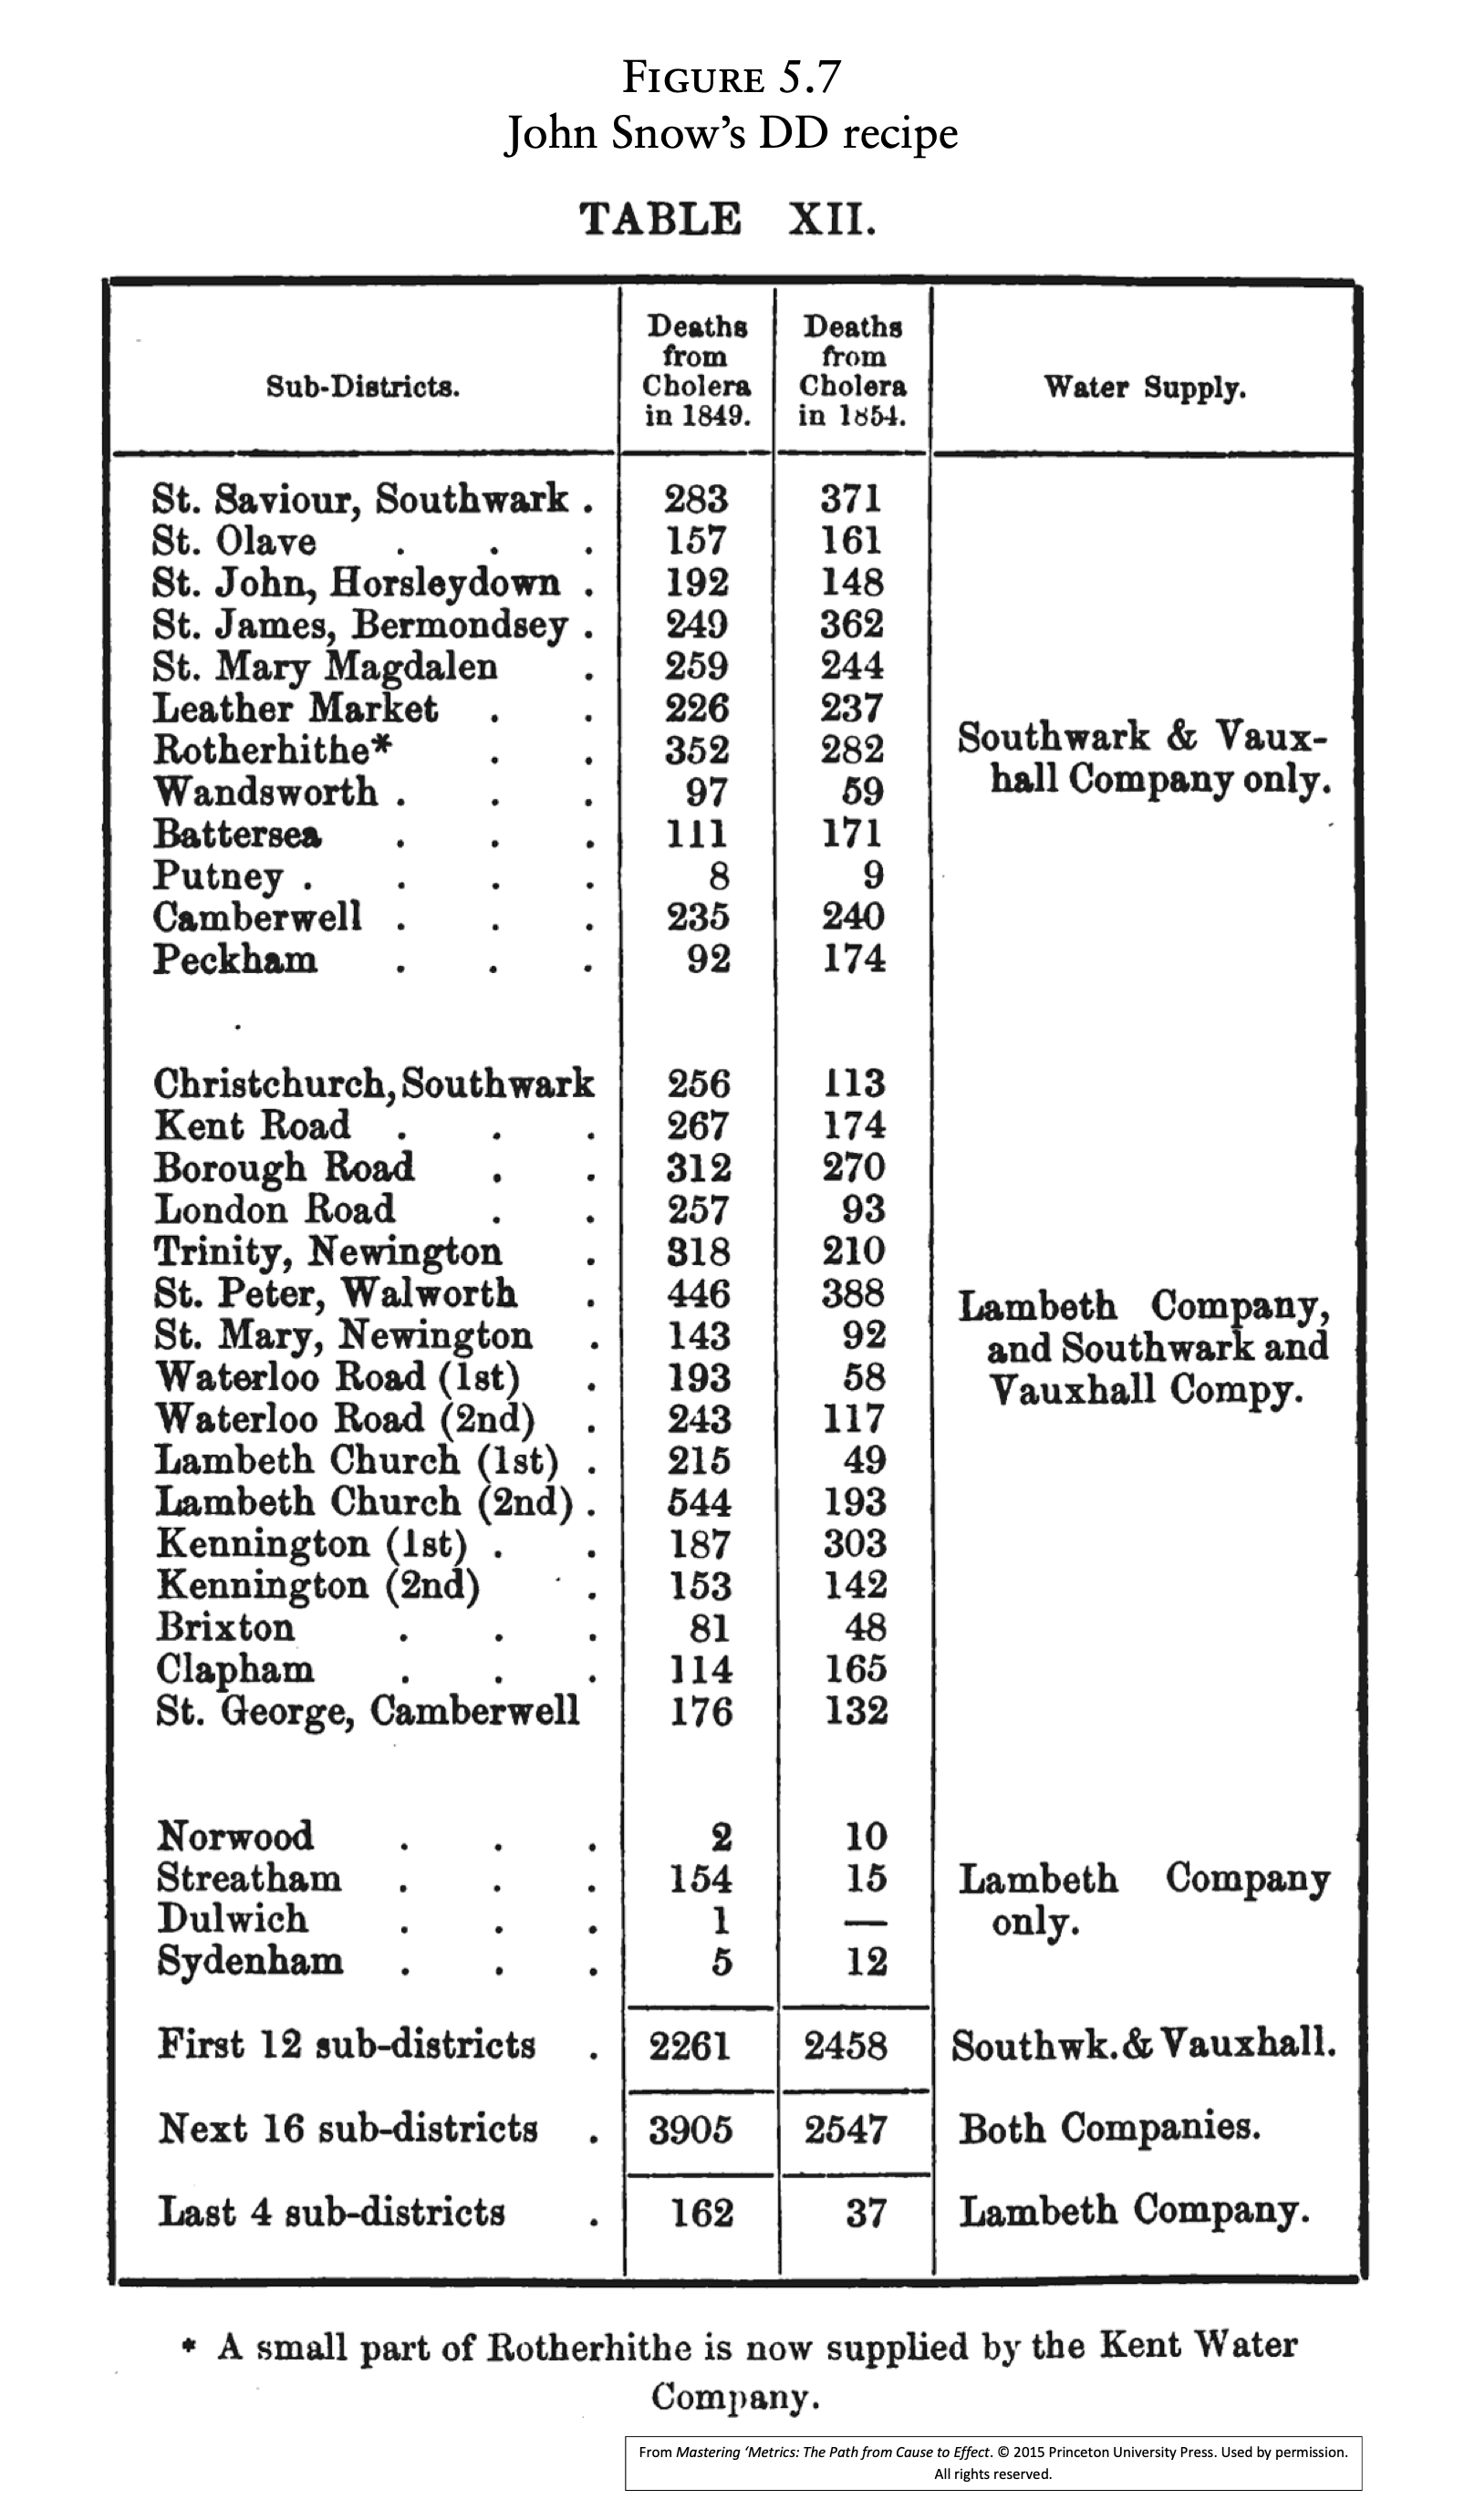 FIGURE 5.7
John Snow's DD recipe
TABLE XII.
Sub-Districts. Deaths from Cholera in 1849. Deaths from Cholera in 1854. Water Supply.
St. Saviour, Southwark . 283 371
St. Olave . . . 157 161
St. John, Horsleydown . 192 148
St. James, Bermondsey . 249 362
St. Mary Magdalen . 259 244
Leather Market . . 226 237
Rotherhithe* . . 352 282
Wandsworth . . . 97 59
Battersea . . . 111 171
Putney . . . . 8 9
Camberwell . . . 235 240
Peckham . . . 92 174
Southwark & Vaux-
hall Company only.
Christchurch, Southwark 256 113
Kent Road . . . 267 174
Borough Road . . 312 270
London Road . . 257 93
Trinity, Newington . 318 210
St. Peter, Walworth . 446 388
St. Mary, Newington . 143 92
Waterloo Road (1st) . 193 58
Waterloo Road (2nd) . 243 117
Lambeth Church (1st) . 215 49
Lambeth Church (2nd) . 544 193
Kennington (1st) . . 187 303
Kennington (2nd) . 153 142
Brixton . . . 81 48
Clapham . . . 114 165
St. George, Camberwell 176 132
Lambeth Company,
and Southwark and
Vauxhall Compy.
Norwood . . . 2 10
Streatham . . . 154 15
Dulwich . . . 1 —
Sydenham . . . 5 12
Lambeth Company
only.
First 12 sub-districts . 2261 2458 Southwk. & Vauxhall.
Next 16 sub-districts . 3905 2547 Both Companies.
Last 4 sub-districts . 162 37 Lambeth Company.
* A small part of Rotherhithe is now supplied by the Kent Water
Company.
From Mastering 'Metrics: The Path from Cause to Effect. © 2015 Princeton University Press. Used by permission.
All rights reserved.